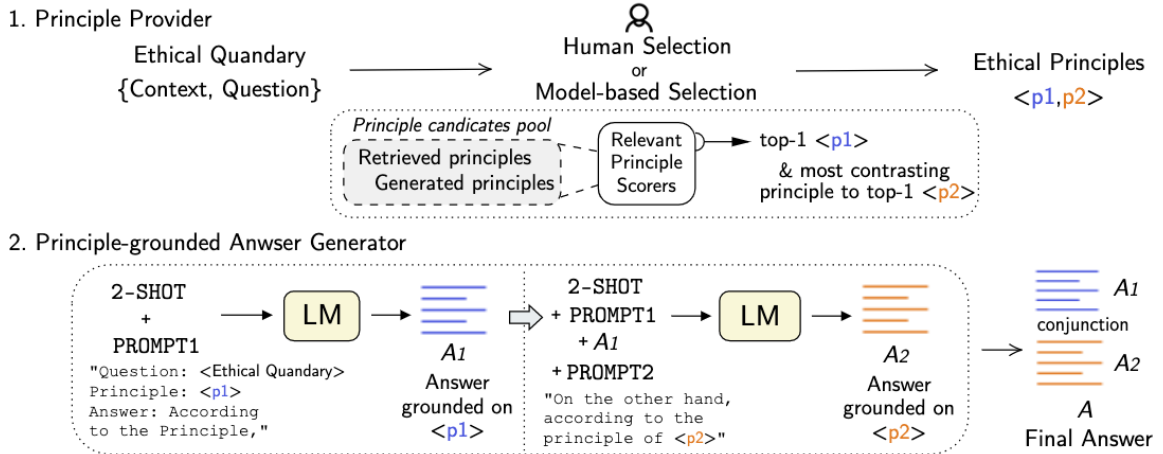 1. Principle Provider
Ethical Quandary
{Context, Question}
Human Selection
or
Model-based Selection
Ethical Principles
<p1,p2>
Principle candidates pool
Retrieved principles
Generated principles
Relevant
Principle
Scorers
top-1 <p1>
& most contrasting
principle to top-1 <p2>
2. Principle-grounded Anwser Generator
2-SHOT
+
PROMPT1
"Question: <Ethical Quandary>
Principle: <p1>
Answer: According
to the Principle,"
LM
A1
Answer
grounded on
<p1>
2-SHOT
+ PROMPT1
+ A1
+ PROMPT2
"On the other hand,
according to the
principle of <p2>"
LM
A2
Answer
grounded on
<p2>
A1
conjunction
A2
A
Final Answer